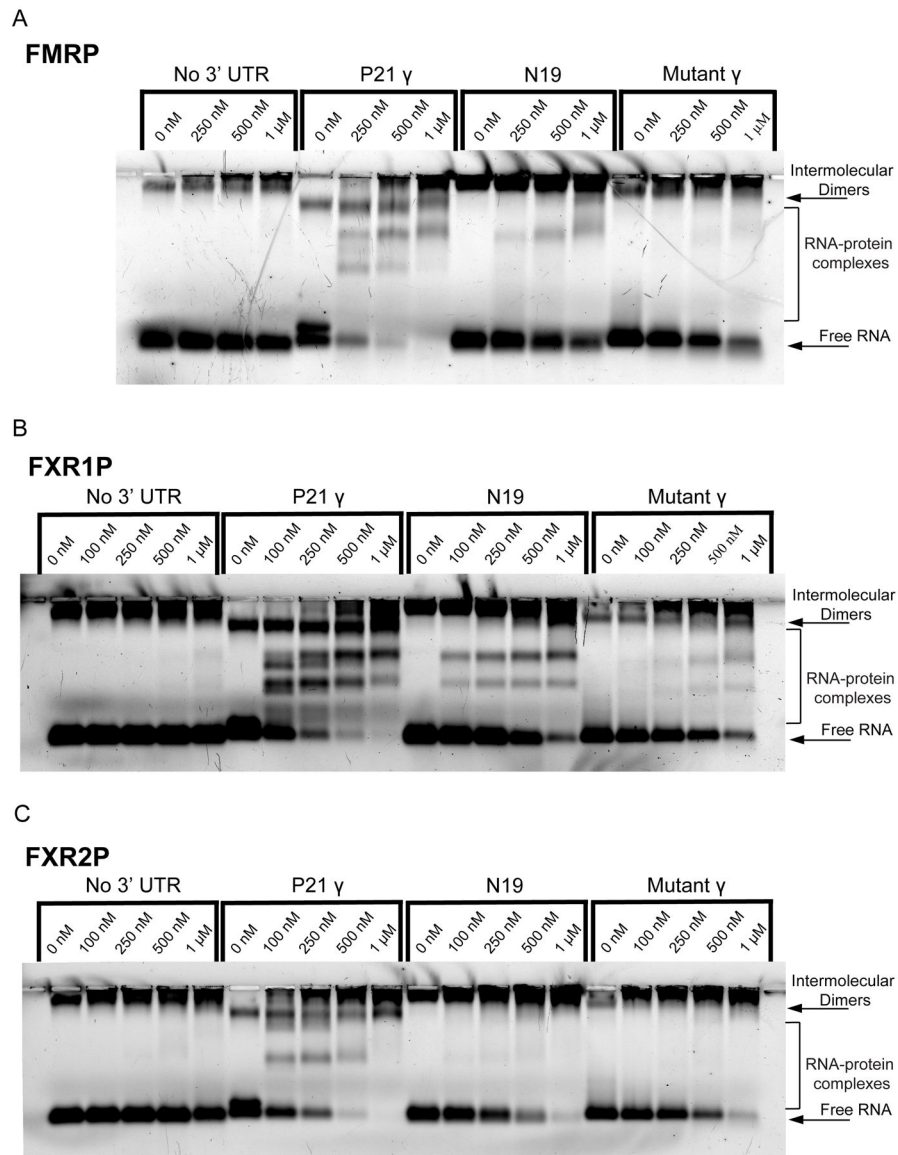 A
FMRP
No 3’ UTR P21 γ N19 Mutant γ
0 nM 250 nM 500 nM 1 µM 0 nM 250 nM 500 nM 1 µM 0 nM 250 nM 500 nM 1 µM 0 nM 250 nM 500 nM 1 µM
Intermolecular
Dimers
RNA-protein
complexes
Free RNA
B
FXR1P
No 3’ UTR P21 γ N19 Mutant γ
0 nM 100 nM 250 nM 500 nM 1 µM 0 nM 100 nM 250 nM 500 nM 1 µM 0 nM 100 nM 250 nM 500 nM 1 µM 0 nM 100 nM 250 nM 500 nM 1 µM
Intermolecular
Dimers
RNA-protein
complexes
Free RNA
C
FXR2P
No 3’ UTR P21 γ N19 Mutant γ
0 nM 100 nM 250 nM 500 nM 1 µM 0 nM 100 nM 250 nM 500 nM 1 µM 0 nM 100 nM 250 nM 500 nM 1 µM 0 nM 100 nM 250 nM 500 nM 1 µM
Intermolecular
Dimers
RNA-protein
complexes
Free RNA